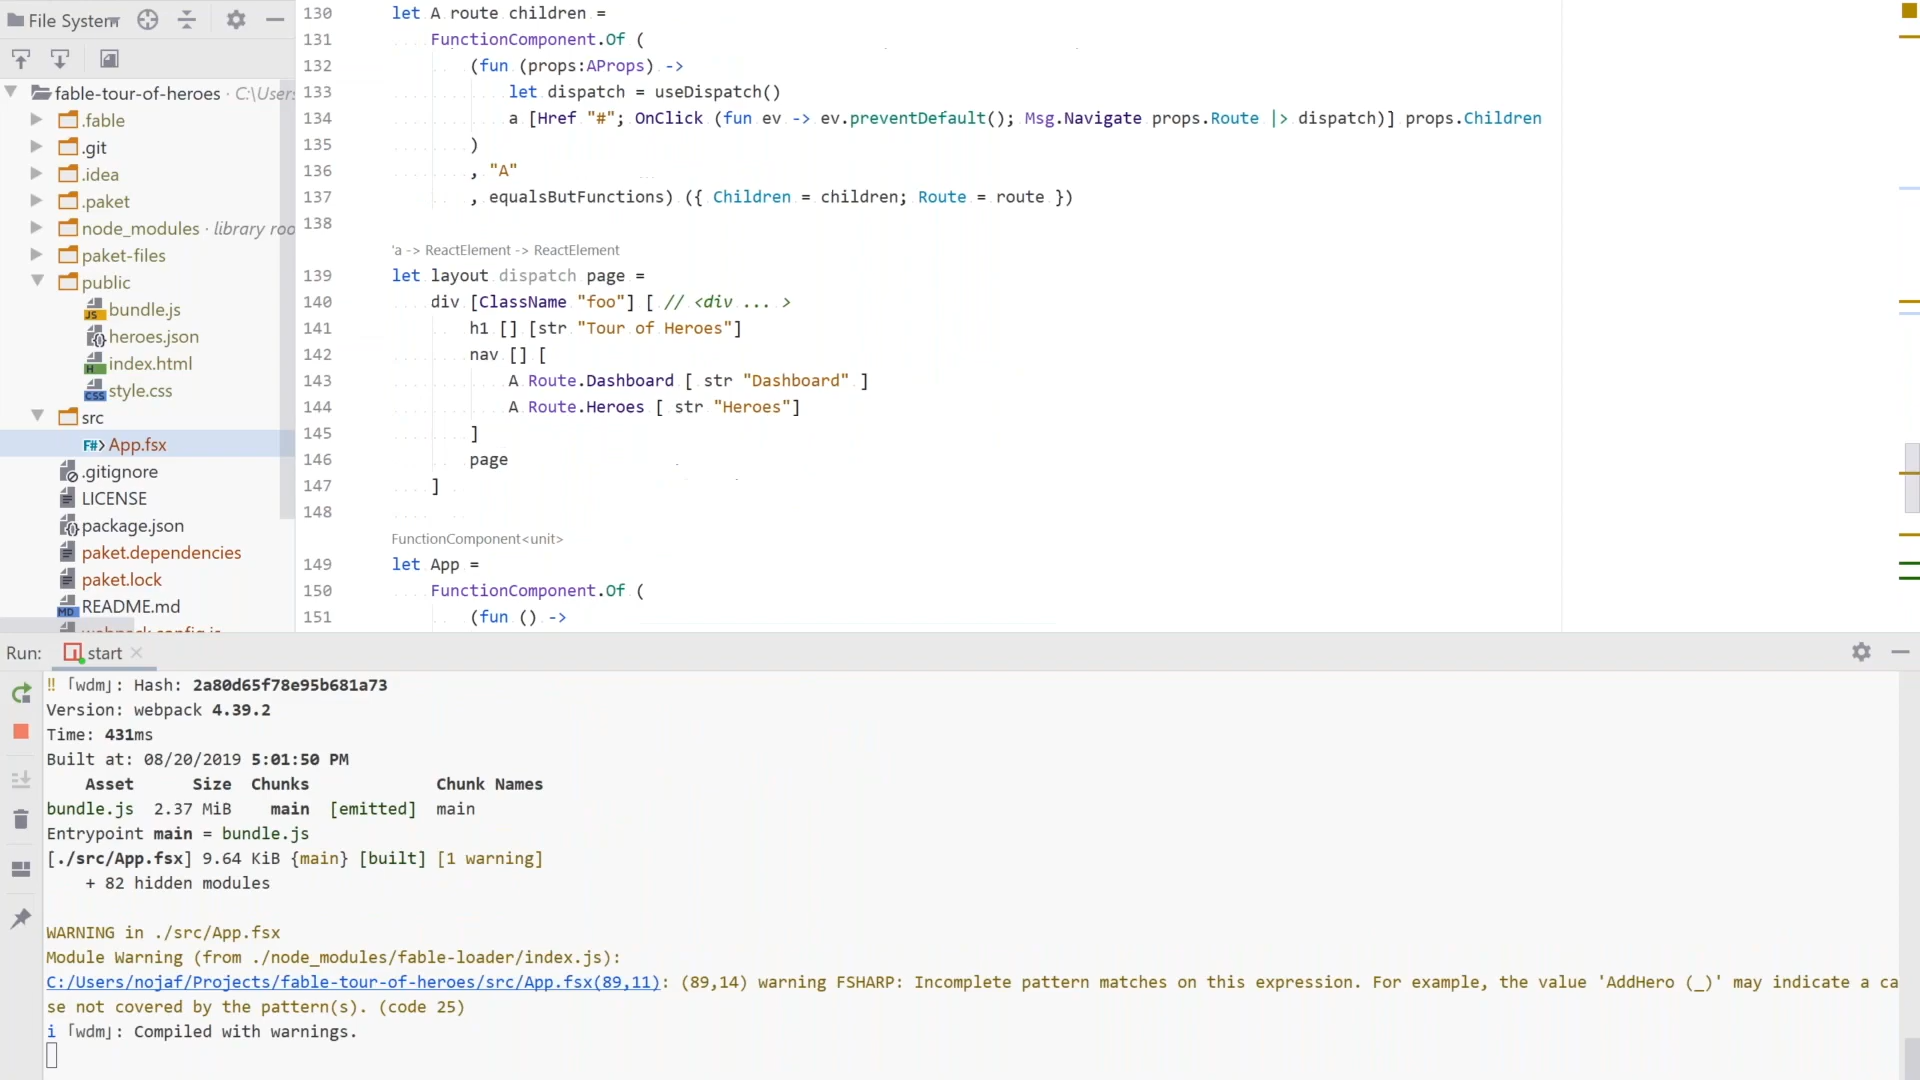 File System
fable-tour-of-heroes · C:\Users
.fable
.git
.idea
.paket
node_modules · library roo
paket-files
public
bundle.js
heroes.json
index.html
style.css
src
App.fsx
.gitignore
LICENSE
package.json
paket.dependencies
paket.lock
README.md
webpack.config.js
130 let A route children =
131 FunctionComponent.Of (
132 (fun (props:AProps) ->
133 let dispatch = useDispatch()
134 a [Href "#"; OnClick (fun ev -> ev.preventDefault(); Msg.Navigate props.Route |> dispatch)] props.Children
135 )
136 , "A"
137 , equalsButFunctions) ({ Children = children; Route = route })
138
'a -> ReactElement -> ReactElement
139 let layout dispatch page =
140 div [ClassName "foo"] [ // <div ... >
141 h1 [] [str "Tour of Heroes"]
142 nav [] [
143 A Route.Dashboard [ str "Dashboard" ]
144 A Route.Heroes [ str "Heroes"]
145 ]
146 page
147 ]
148
FunctionComponent<unit>
149 let App =
150 FunctionComponent.Of (
151 (fun () ->
Run: start
‼ ｢wdm｣: Hash: 2a80d65f78e95b681a73
Version: webpack 4.39.2
Time: 431ms
Built at: 08/20/2019 5:01:50 PM
Asset Size Chunks Chunk Names
bundle.js 2.37 MiB main [emitted] main
Entrypoint main = bundle.js
[./src/App.fsx] 9.64 KiB {main} [built] [1 warning]
+ 82 hidden modules
WARNING in ./src/App.fsx
Module Warning (from ./node_modules/fable-loader/index.js):
C:/Users/nojaf/Projects/fable-tour-of-heroes/src/App.fsx(89,11): (89,14) warning FSHARP: Incomplete pattern matches on this expression. For example, the value 'AddHero (_)' may indicate a ca
se not covered by the pattern(s). (code 25)
i ｢wdm｣: Compiled with warnings.